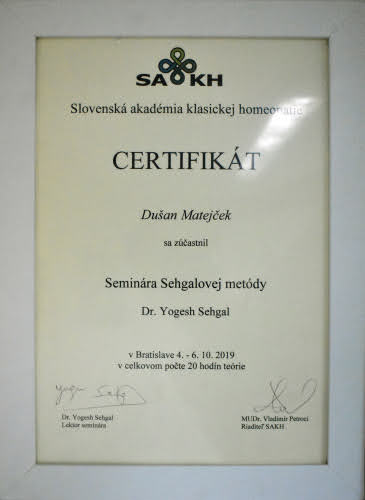 SAKH
Slovenská akadémia klasickej homeopatie
CERTIFIKÁT
Dušan Matejček
sa zúčastnil
Seminára Sehgalovej metódy
Dr. Yogesh Sehgal
v Bratislave 4. - 6. 10. 2019
v celkovom počte 20 hodín teórie
Dr. Yogesh Sehgal
Lektor seminára
MUDr. Vladimír Petroci
Riaditeľ SAKH